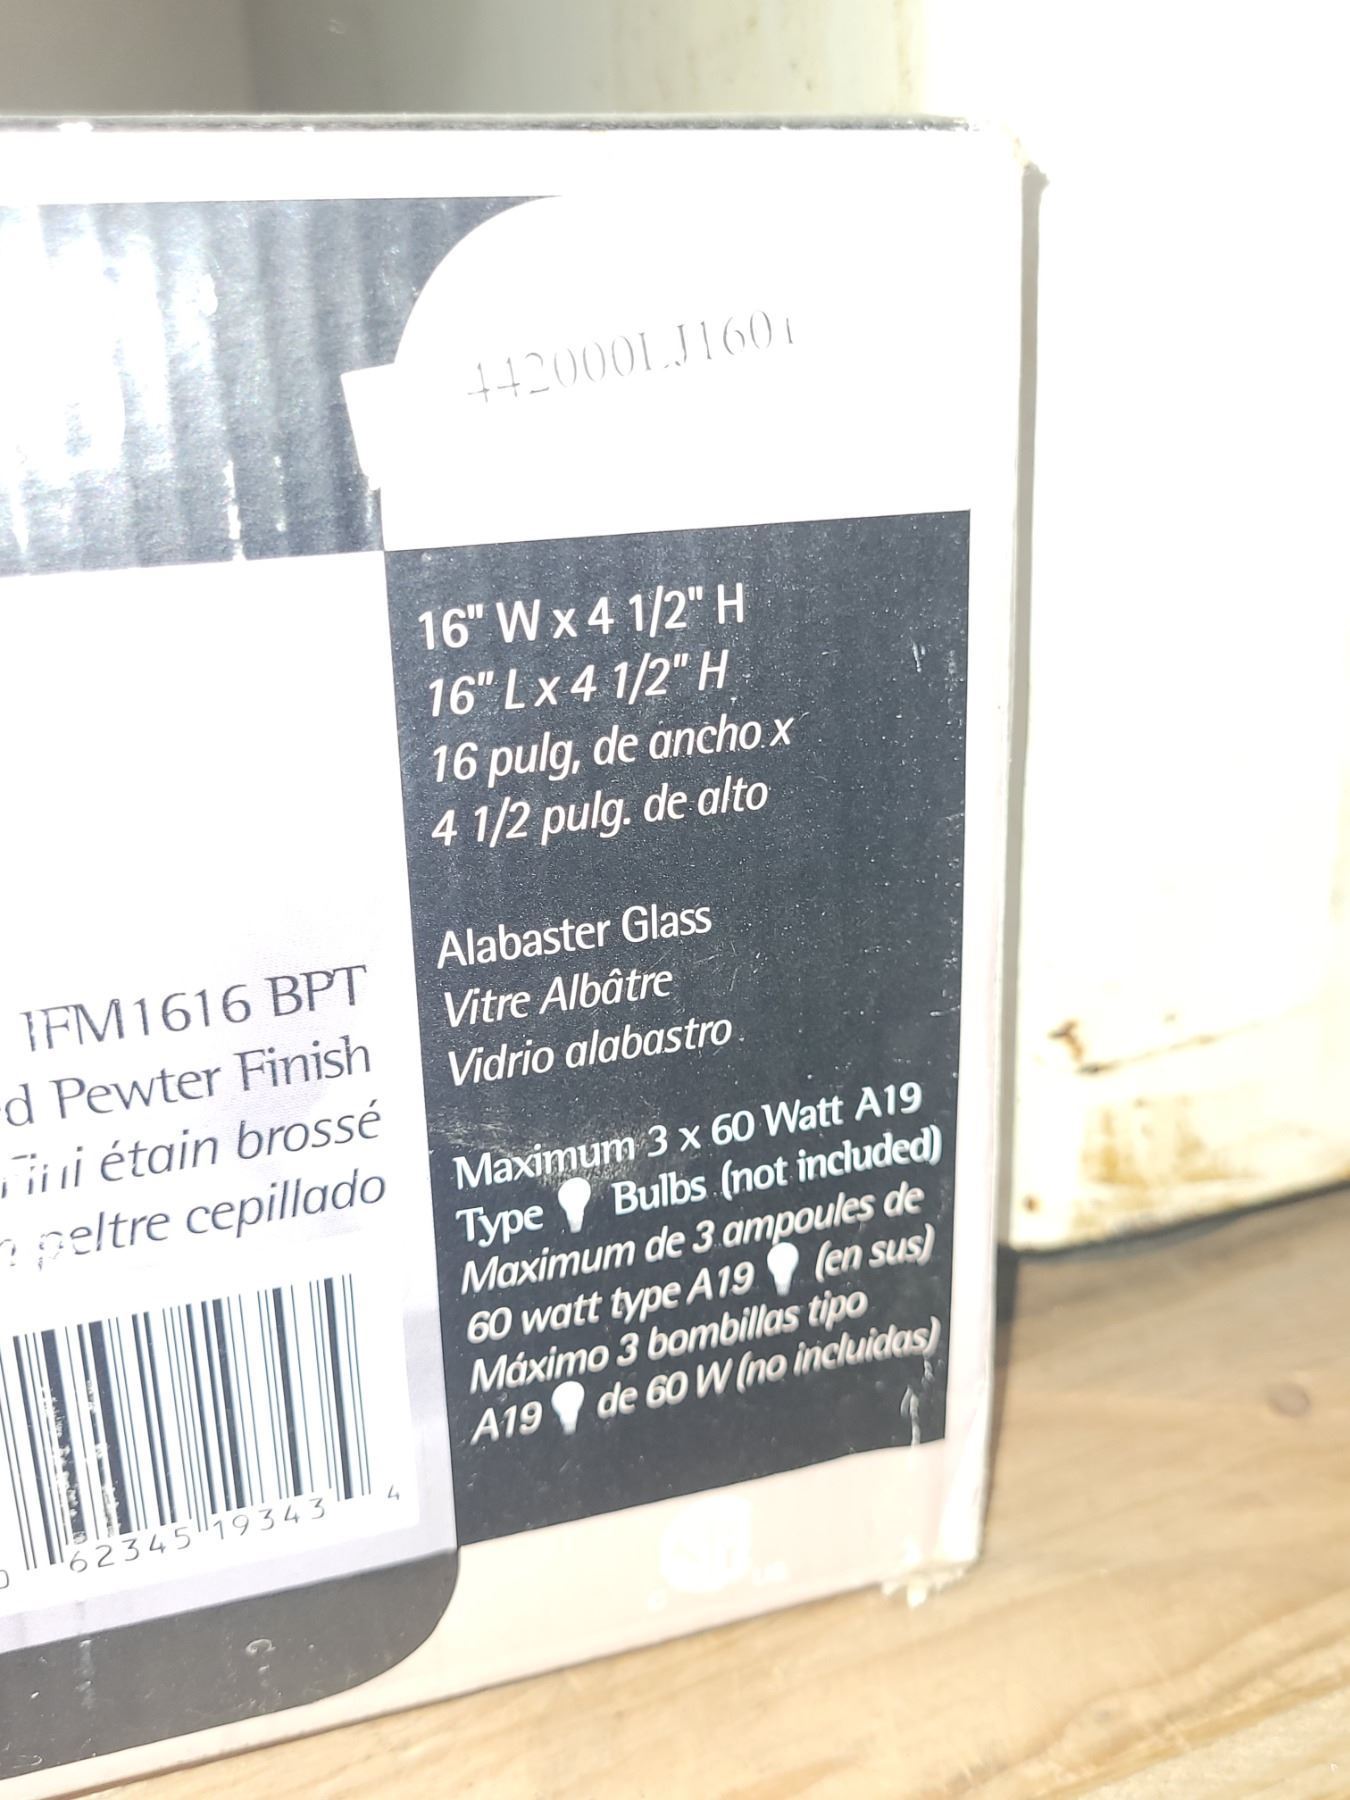 442000LJ1601
16" W x 4 1/2" H
16" L x 4 1/2" H
16 pulg, de ancho x
4 1/2 pulg. de alto
Alabaster Glass
Vitre Albâtre
Vidrio alabastro
Maximum 3 x 60 Watt A19
Type Bulbs (not included)
Maximum de 3 ampoules de
60 watt type A19 (en sus)
Máximo 3 bombillas tipo
A19 de 60 W (no incluidas)
IFM1616 BPT
Pewter Finish
Fini étain brossé
peltre cepillado
62345 19343 4